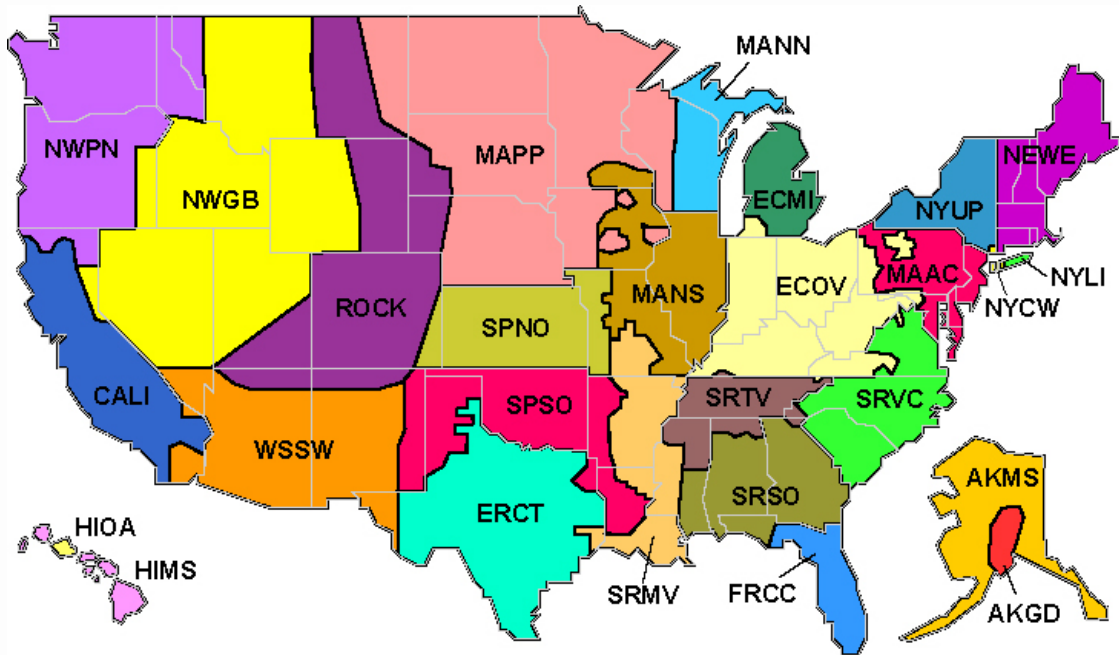 MANN
NWPN
MAPP
NEWE
NWGB
ECMI
NYUP
MAAC
NYLI
NYCW
ROCK
SPNO
MANS
ECOV
CALI
SPSO
SRTV
SRVC
WSSW
AKMS
ERCT
SRSO
HIOA
HIMS
SRMV
FRCC
AKGD